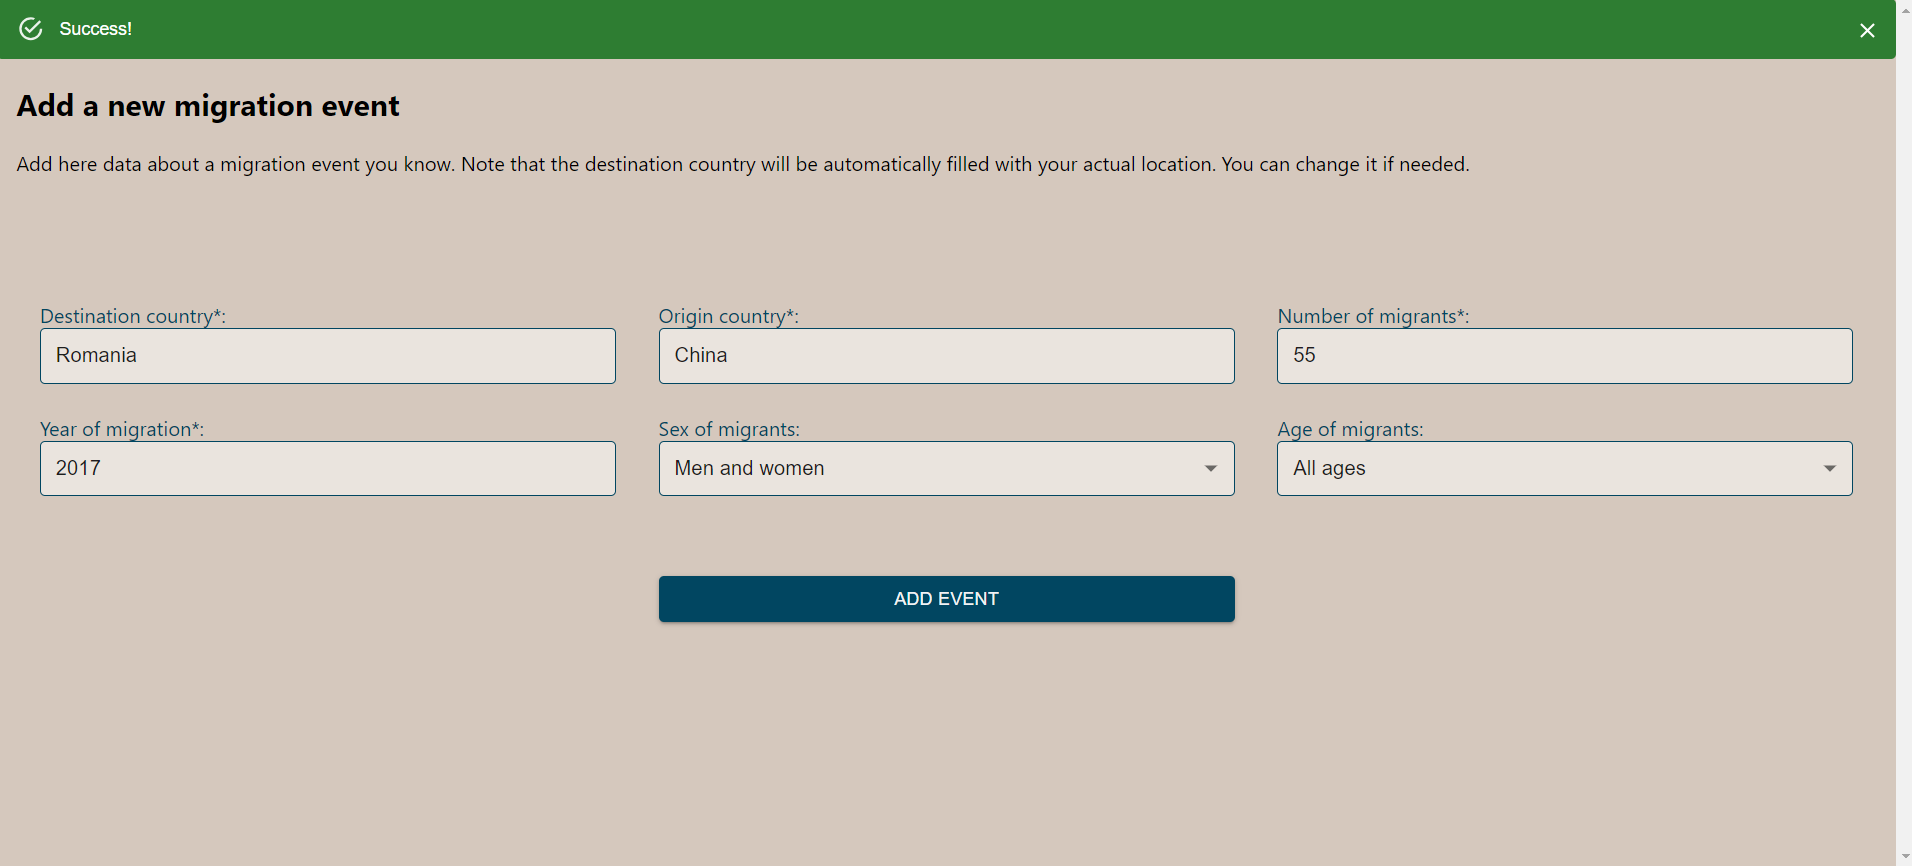 Success!
Add a new migration event
Add here data about a migration event you know. Note that the destination country will be automatically filled with your actual location. You can change it if needed.
Destination country*: Origin country*: Number of migrants*:
Romania China 55
Year of migration*: Sex of migrants: Age of migrants:
2017 Men and women All ages
ADD EVENT